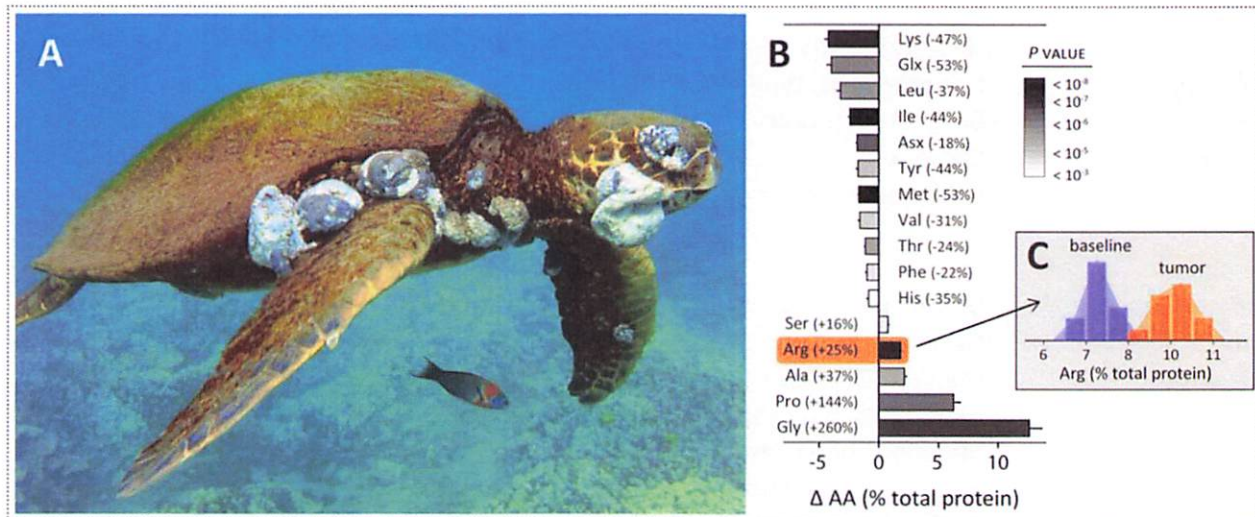 A
B
Lys (-47%)
Glx (-53%)
Leu (-37%)
Ile (-44%)
Asx (-18%)
Tyr (-44%)
Met (-53%)
Val (-31%)
Thr (-24%)
Phe (-22%)
His (-35%)
Ser (+16%)
Arg (+25%)
Ala (+37%)
Pro (+144%)
Gly (+260%)
-5 0 5 10
Δ AA (% total protein)
P VALUE
< 10⁻⁸
< 10⁻⁷
< 10⁻⁶
< 10⁻⁵
< 10⁻³
C
baseline
tumor
6 7 8 10 11
Arg (% total protein)